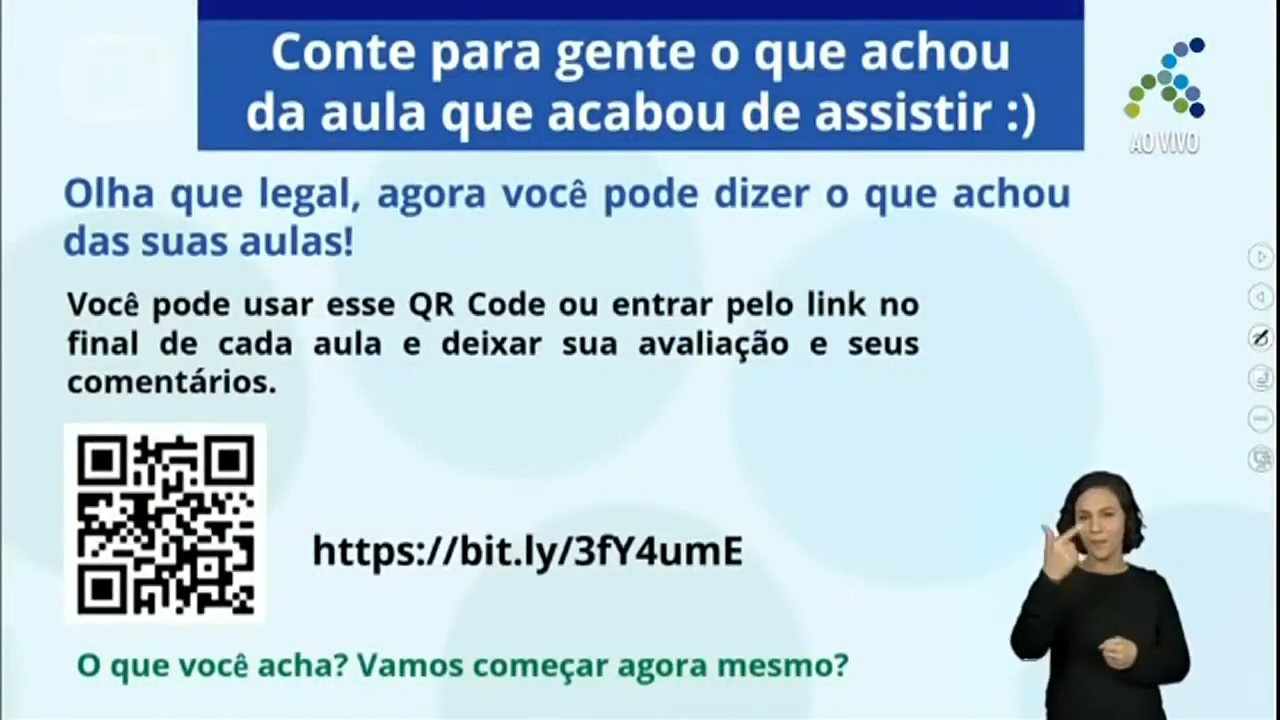 Conte para gente o que achou
da aula que acabou de assistir :)
AO VIVO
Olha que legal, agora você pode dizer o que achou
das suas aulas!
Você pode usar esse QR Code ou entrar pelo link no
final de cada aula e deixar sua avaliação e seus
comentários.
https://bit.ly/3fY4umE
O que você acha? Vamos começar agora mesmo?